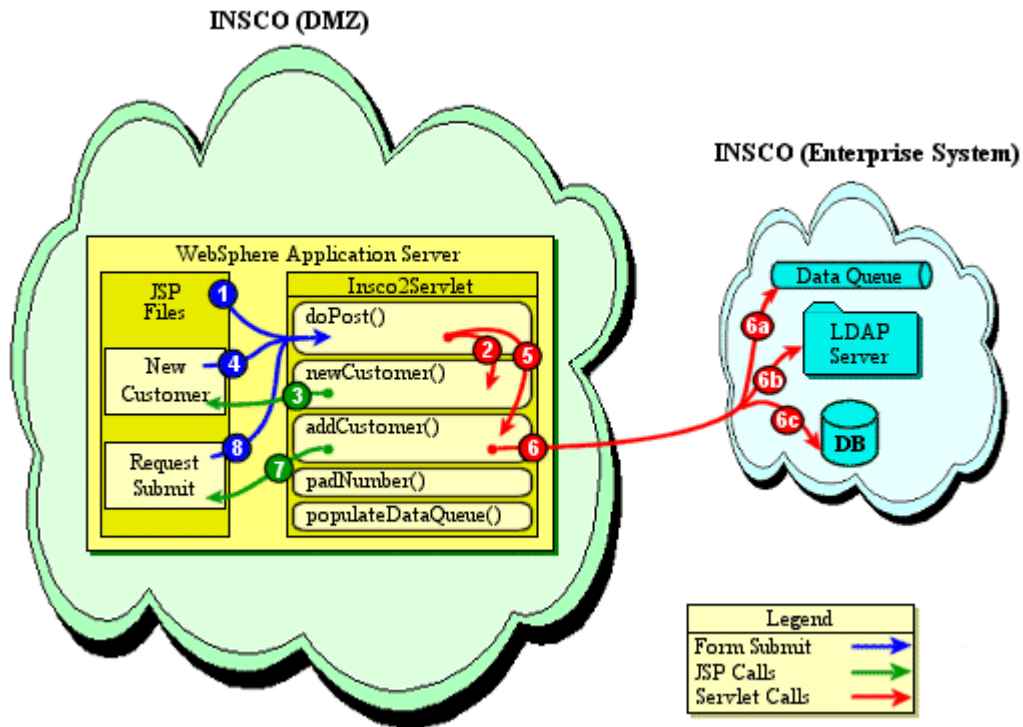 INSCO (DMZ)
INSCO (Enterprise System)
WebSphere Application Server
JSP
Files
1
Insco2Servlet
doPost()
2
5
New
Customer
4
newCustomer()
3
addCustomer()
6
Request
Submit
8
7
padNumber()
populateDataQueue()
Data Queue
6a
LDAP
Server
6b
6c
DB
Legend
Form Submit
JSP Calls
Servlet Calls